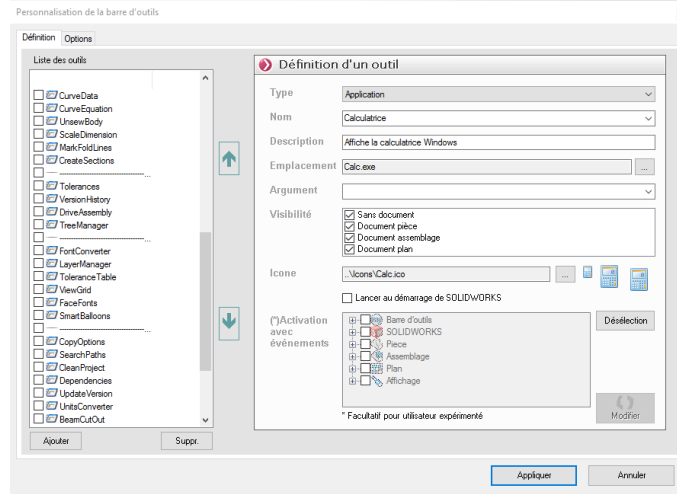 Personnalisation de la barre d'outils
Définition
Options
Liste des outils
CurveData
CurveEquation
UnsewBody
ScaleDimension
MarkFoldLines
CreateSections
Tolerances
VersionHistory
DriveAssembly
TreeManager
FontConverter
LayerManager
ToleranceTable
ViewGrid
FaceFonts
SmartBalloons
CopyOptions
SearchPaths
CleanProject
Dependencies
UpdateVersion
UnitsConverter
BeamCutOut
Ajouter
Suppr.
Définition d'un outil
Type
Application
Nom
Calculatrice
Description
Affiche la calculatrice Windows
Emplacement
Calc.exe
...
Argument
Visibilité
Sans document
Document pièce
Document assemblage
Document plan
Icone
..\Icons\Calc.ico
...
Lancer au démarrage de SOLIDWORKS
(*)Activation
avec
événements
Barre d'outils
SOLIDWORKS
Piece
Assemblage
Plan
Affichage
Désélection
* Facultatif pour utilisateur expérimenté
Modifier
Appliquer
Annuler